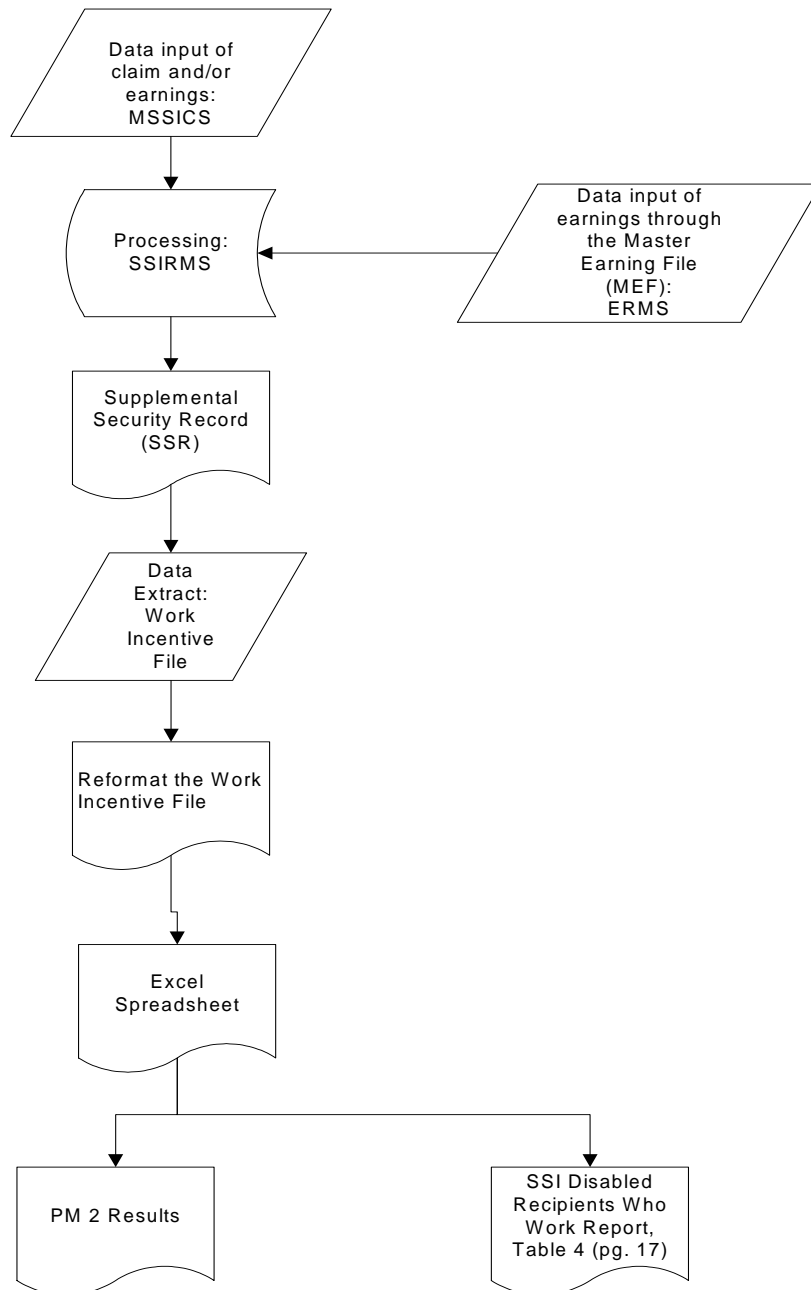 Data input of
claim and/or
earnings:
MSSICS
Processing:
SSIRMS
Data input of
earnings through
the Master
Earning File
(MEF):
ERMS
Supplemental
Security Record
(SSR)
Data
Extract:
Work
Incentive
File
Reformat the Work
Incentive File
Excel
Spreadsheet
PM 2 Results
SSI Disabled
Recipients Who
Work Report,
Table 4 (pg. 17)